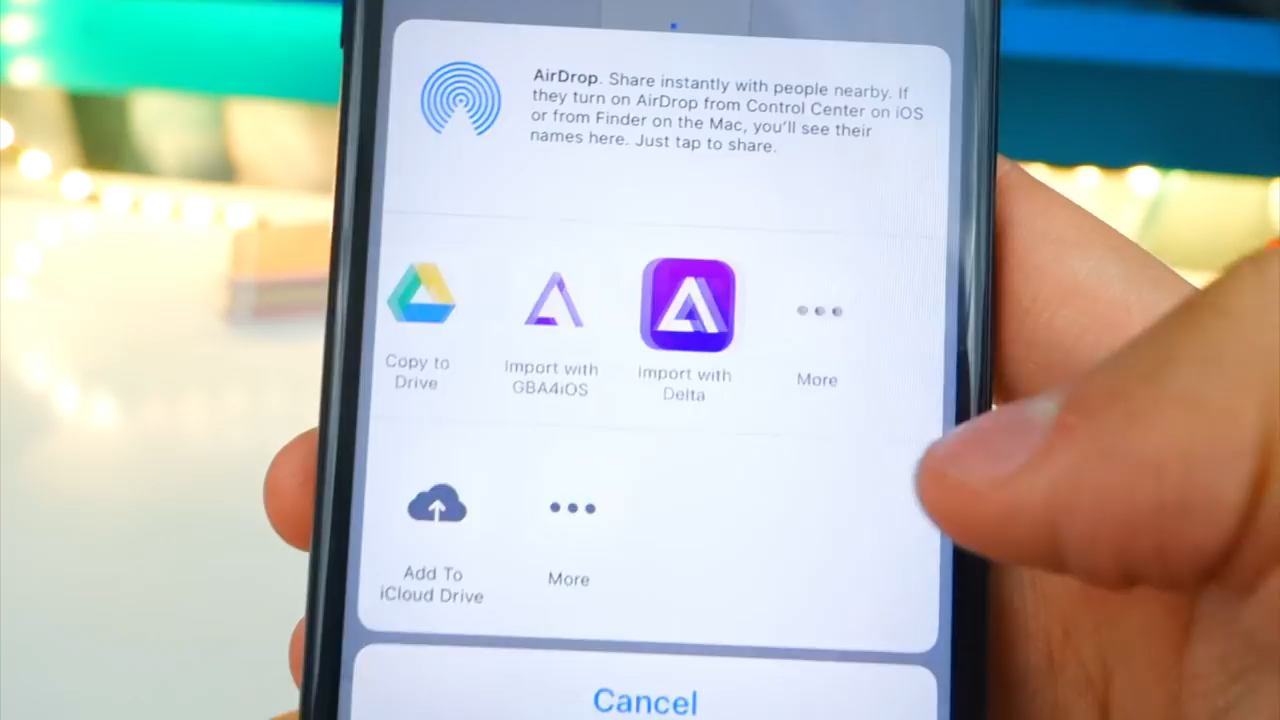 AirDrop. Share instantly with people nearby. If
they turn on AirDrop from Control Center on iOS
or from Finder on the Mac, you'll see their
names here. Just tap to share.
Copy to
Drive
Import with
GBA4iOS
Import with
Delta
More
Add To
iCloud Drive
More
Cancel